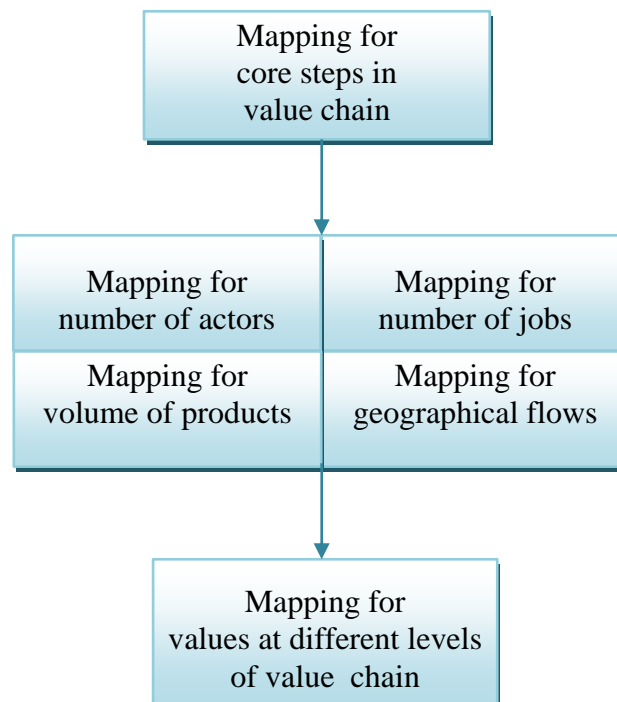 Mapping for
core steps in
value chain
Mapping for
number of actors
Mapping for
number of jobs
Mapping for
volume of products
Mapping for
geographical flows
Mapping for
values at different levels
of value  chain